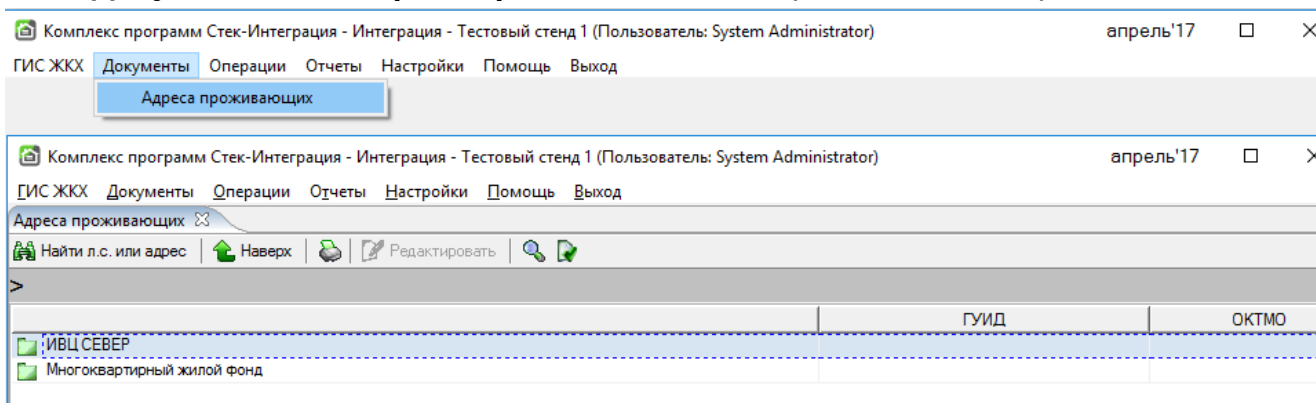 Комплекс программ Стек-Интеграция - Интеграция - Тестовый стенд 1 (Пользователь: System Administrator) апрель'17
ГИС ЖКХ Документы Операции Отчеты Настройки Помощь Выход
Адреса проживающих
Комплекс программ Стек-Интеграция - Интеграция - Тестовый стенд 1 (Пользователь: System Administrator) апрель'17
ГИС ЖКХ Документы Операции Отчеты Настройки Помощь Выход
Адреса проживающих
Найти л.с. или адрес Наверх Редактировать
>
ГУИД ОКТМО
ИВЦ СЕВЕР
Многоквартирный жилой фонд